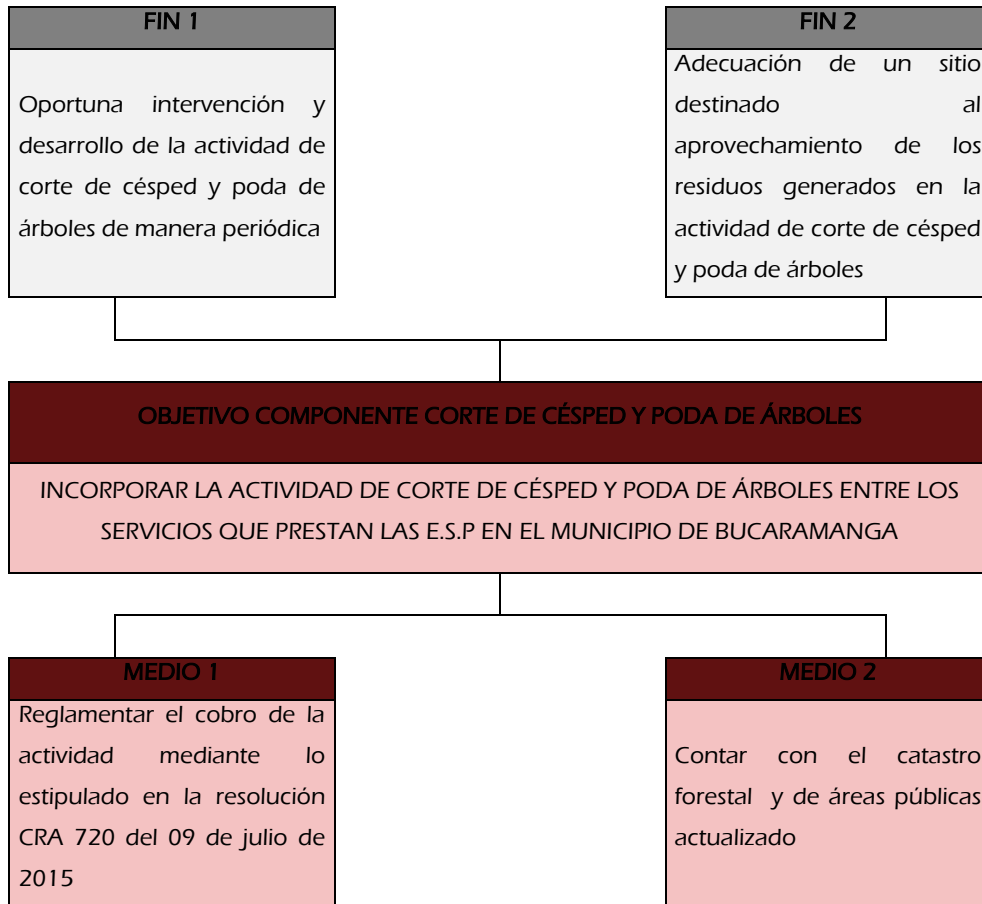 FIN 1
Oportuna intervención y
desarrollo de la actividad de
corte de césped y poda de
árboles de manera periódica
FIN 2
Adecuación de un sitio
destinado al
aprovechamiento de los
residuos generados en la
actividad de corte de césped
y poda de árboles
OBJETIVO COMPONENTE CORTE DE CÉSPED Y PODA DE ÁRBOLES
INCORPORAR LA ACTIVIDAD DE CORTE DE CÉSPED Y PODA DE ÁRBOLES ENTRE LOS
SERVICIOS QUE PRESTAN LAS E.S.P EN EL MUNICIPIO DE BUCARAMANGA
MEDIO 1
Reglamentar el cobro de la
actividad mediante lo
estipulado en la resolución
CRA 720 del 09 de julio de
2015
MEDIO 2
Contar con el catastro
forestal y de áreas públicas
actualizado